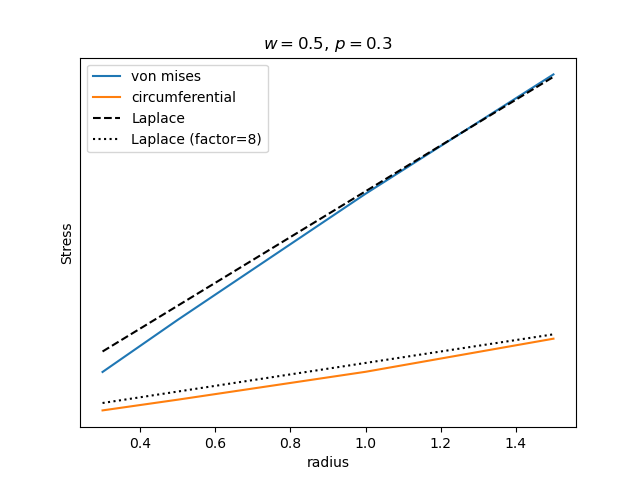 w = 0.5, p = 0.3
von mises
circumferential
Laplace
Laplace (factor=8)
Stress
0.4 0.6 0.8 1.0 1.2 1.4
radius